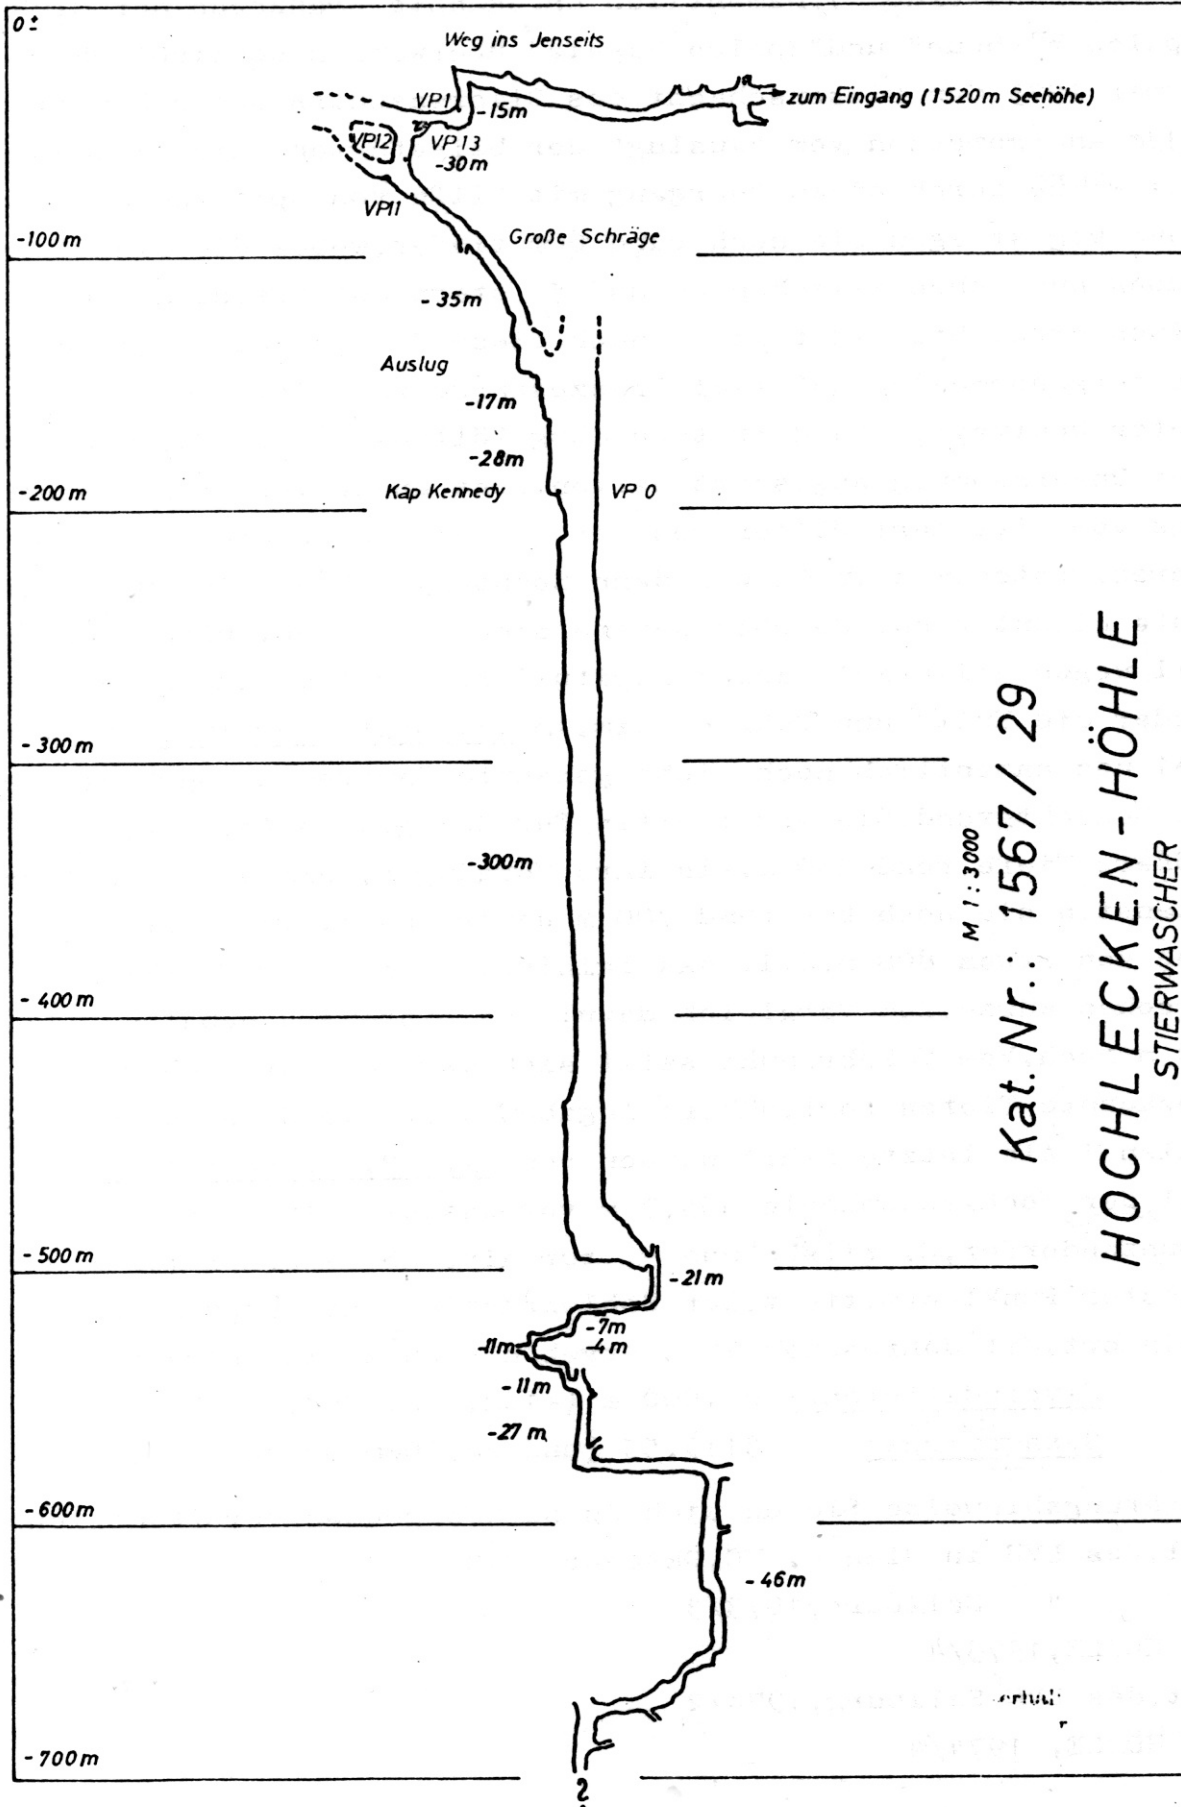 0±
Weg ins Jenseits
zum Eingang (1520m Seehöhe)
VP1
-15m
VP12
VP13
-30m
VP11
-100m
Große Schräge
-35m
Auslug
-17m
-28m
-200m
Kap Kennedy
VP 0
-300m
-300m
-400m
-500m
-21m
-7m
-11m
-4m
-11m
-27m
-600m
-46m
-700m
?
M 1:3000
Kat. Nr.: 1567/29
HOCHLECKEN-HÖHLE
STIERWASCHER